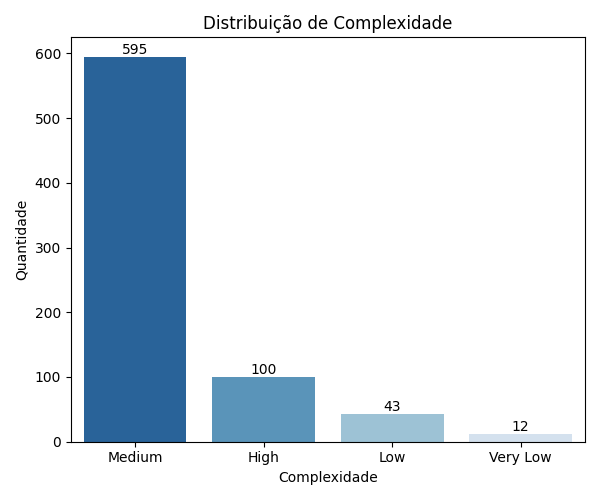 Distribuição de Complexidade
595
600
500
400
300
200
100
0
Quantidade
100
43
12
Medium
High
Low
Very Low
Complexidade